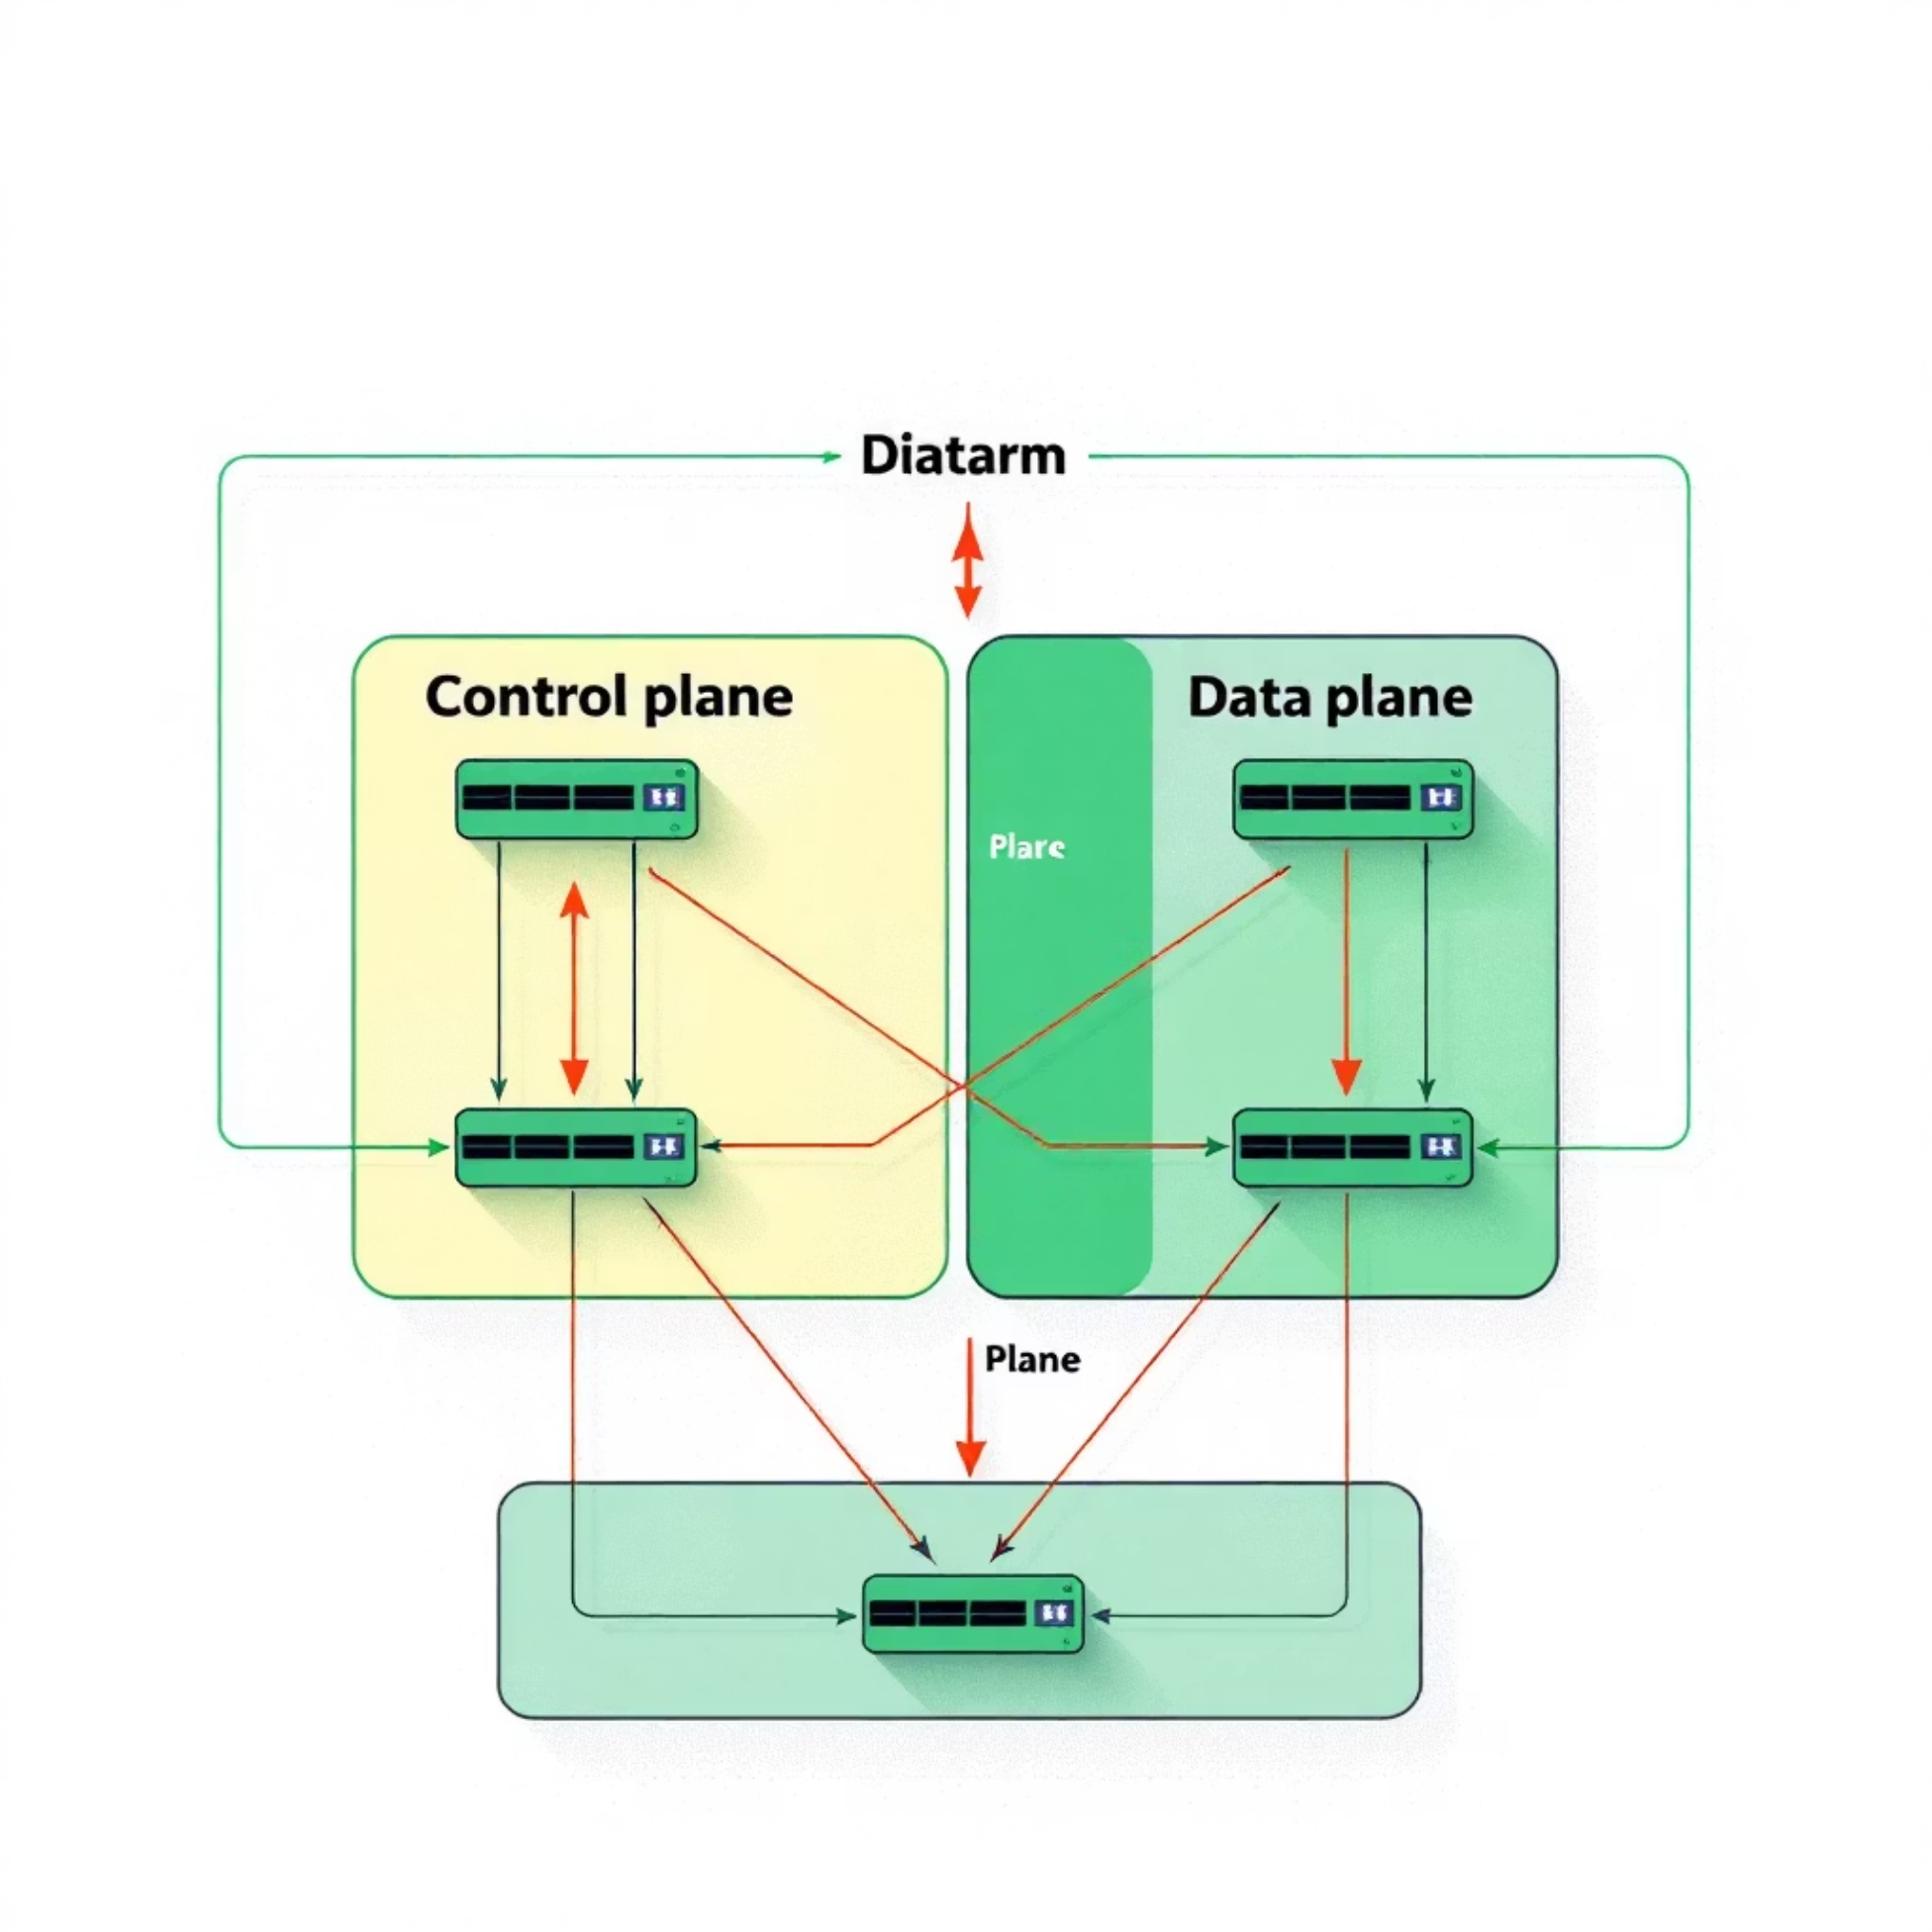 Diatarm
Control plane
Data plane
Plare
Plane